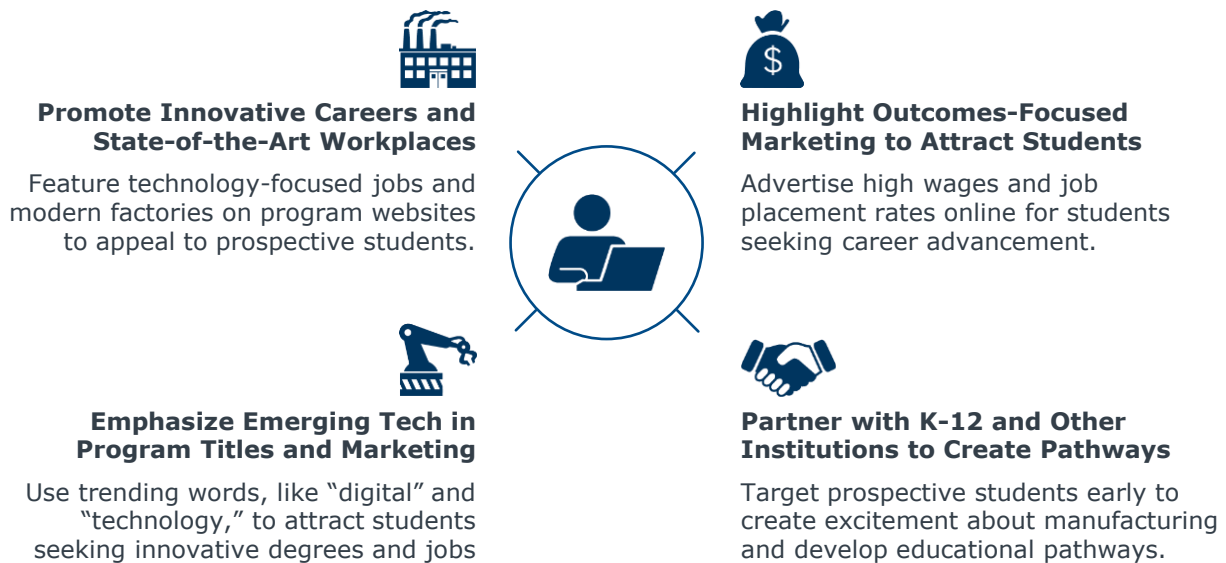 $
Promote Innovative Careers and
State-of-the-Art Workplaces
Feature technology-focused jobs and
modern factories on program websites
to appeal to prospective students.
Highlight Outcomes-Focused
Marketing to Attract Students
Advertise high wages and job
placement rates online for students
seeking career advancement.
Emphasize Emerging Tech in
Program Titles and Marketing
Use trending words, like “digital” and
“technology,” to attract students
seeking innovative degrees and jobs
Partner with K-12 and Other
Institutions to Create Pathways
Target prospective students early to
create excitement about manufacturing
and develop educational pathways.